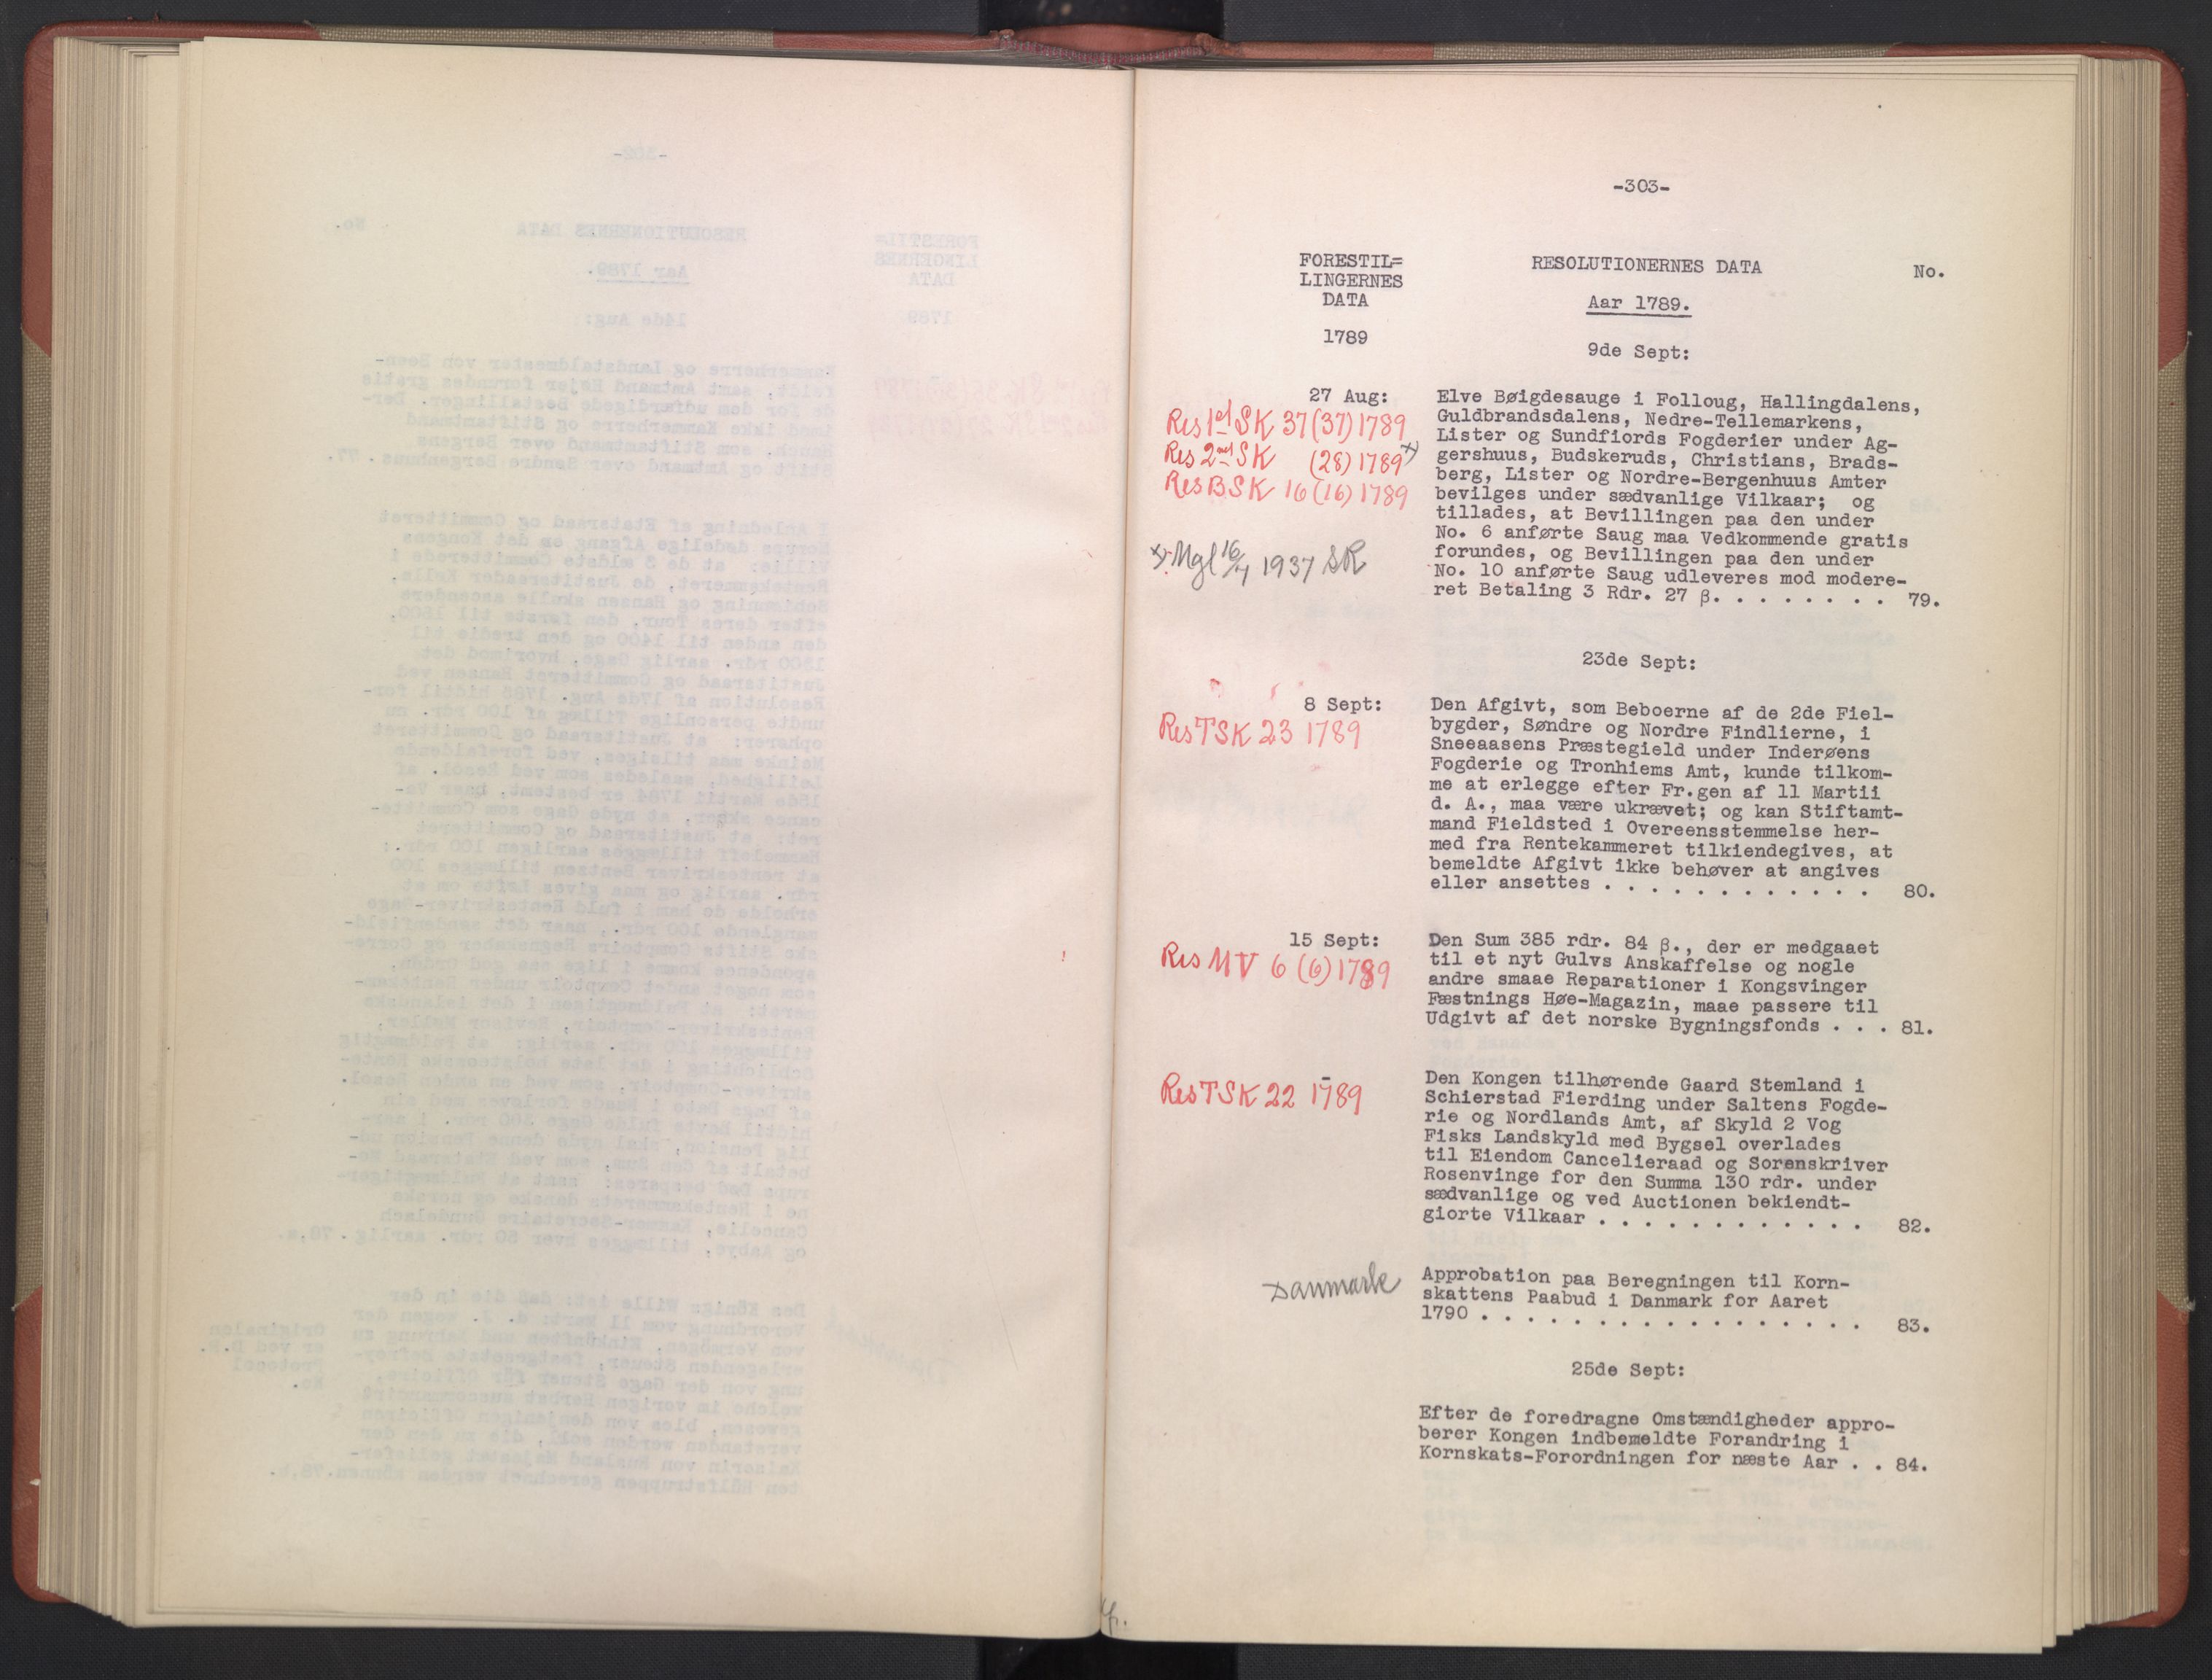 -303-
FORESTIL=
LINGERNES
DATA
1789
RESOLUTIONERNES DATA
No.
Aar 1789.
9de Sept:
27 Aug:
Res 1st SK 37 (37) 1789
Res 2net SK (28) 1789 x)
Res BSK 16 (16) 1789
x) Mgl 16/4 1937 SR
Elve Bøigdesauge i Folloug, Hallingdalens,
Guldbrandsdalens, Nedre-Tellemarkens,
Lister og Sundfiords Fogderier under Ag-
gershuus, Budskeruds, Christians, Brads-
berg, Lister og Nordre-Bergenhuus Amter
bevilges under sædvanlige Vilkaar; og
tillades, at Bevillingen paa den under
No. 6 anførte Saug maa Vedkommende gratis
forundes, og Bevillingen paa den under
No. 10 anførte Saug udleveres mod modere-
ret Betaling 3 Rdr. 27 β. . . . . . . . . 79.
23de Sept:
8 Sept:
Res TSK 23 1789
Den Afgivt, som Beboerne af de 2de Fiel-
bygder, Søndre og Nordre Findlierne, i
Sneeaasens Præstegield under Inderøens
Fogderie og Tronhiems Amt, kunde tilkom-
me at erlegge efter Fr.gen af 11 Martii
d. A., maa være ukrævet; og kan Stiftamt-
mand Fieldsted i Overeensstemmelse her-
med fra Rentekammeret tilkiendegives, at
bemeldte Afgivt ikke behøver at angives
eller ansettes . . . . . . . . . . . . 80.
15 Sept:
Res MV 6 (6) 1789
Den Sum 385 rdr. 84 β., der er medgaaet
til et nyt Gulvs Anskaffelse og nogle
andre smaae Reparationer i Kongsvinger
Fæstnings Høe-Magazin, maae passere til
Udgivt af det norske Bygningsfonds . . . 81.
-
Res TSK 22 1789
Den Kongen tilhørende Gaard Stemland i
Schierstad Fierding under Saltens Fogde-
rie og Nordlands Amt, af Skyld 2 Vog
Fisks Landskyld med Bygsel overlades
til Eiendom Cancelieraad og Sorenskriver
Rosenvinge for den Summa 130 rdr. under
sædvanlige og ved Auctionen bekiendt-
giorte Vilkaar . . . . . . . . . . . . 82.
Danmark
Approbation paa Beregningen til Korn-
skattens Paabud i Danmark for Aaret
1790 . . . . . . . . . . . . . . . . . 83.
25de Sept:
Efter de foredragne Omstændigheder appro-
berer Kongen indbemeldte Forandring i
Kornskats-Forordningen for næste Aar . . 84.